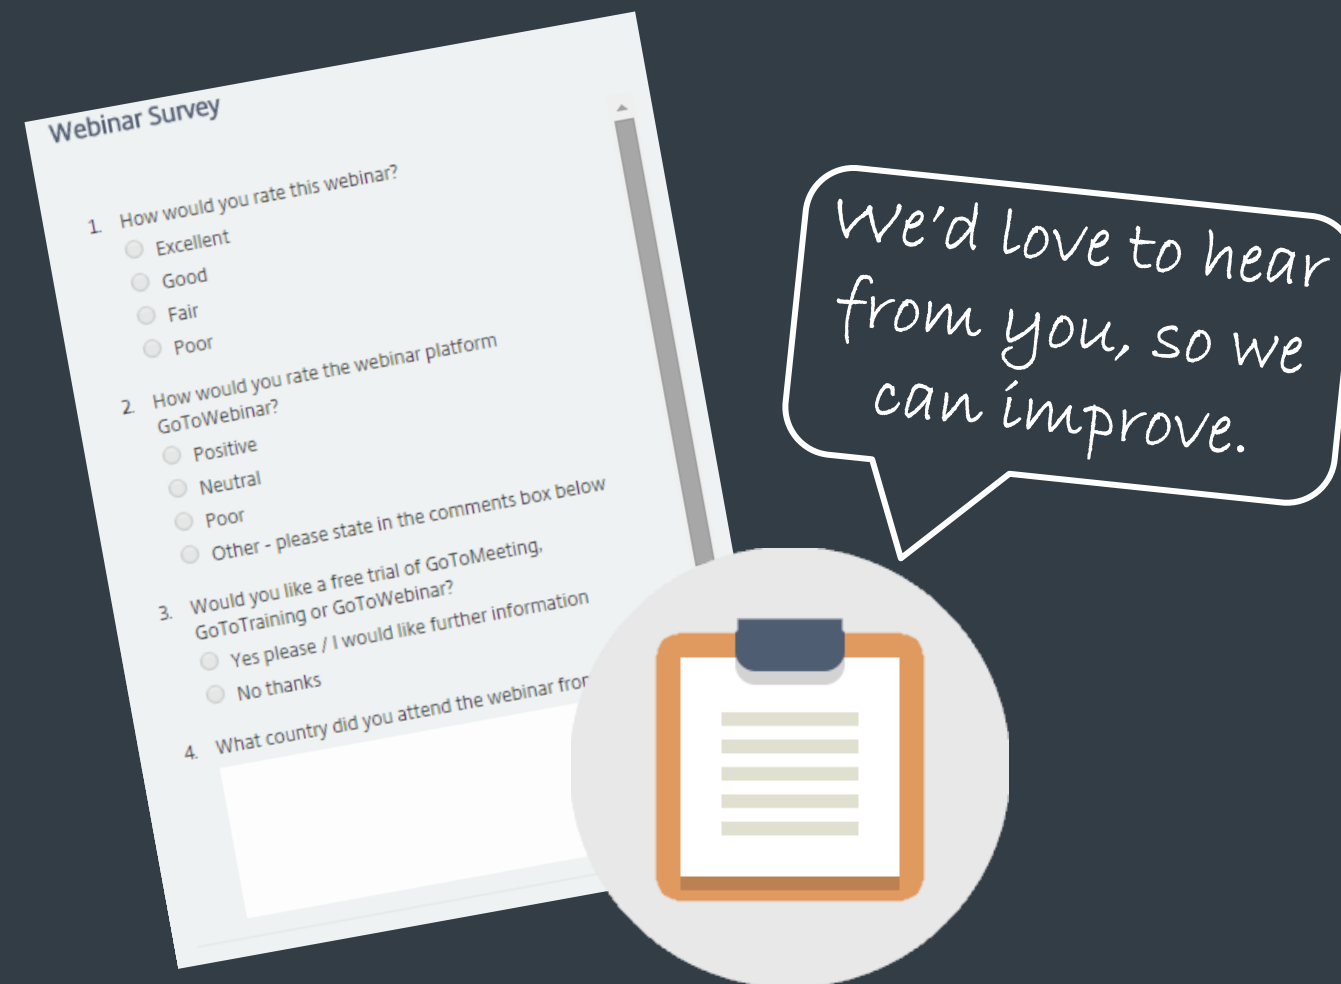 Webinar Survey
1. How would you rate this webinar?
Excellent
Good
Fair
Poor
2. How would you rate the webinar platform
GoToWebinar?
Positive
Neutral
Poor
Other - please state in the comments box below
3. Would you like a free trial of GoToMeeting,
GoToTraining or GoToWebinar?
Yes please / I would like further information
No thanks
4. What country did you attend the webinar
We'd love to hear
from you, so we
can improve.